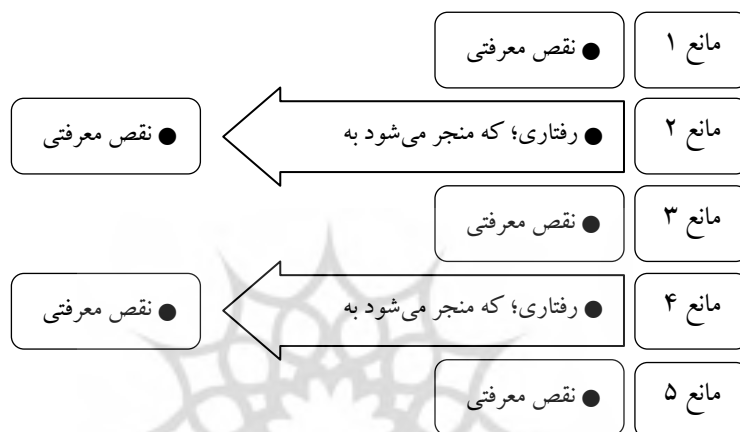 مانع ۱
● نقص معرفتی
مانع ۲
● رفتاری؛ که منجر می‌شود به
● نقص معرفتی
مانع ۳
● نقص معرفتی
مانع ۴
● رفتاری؛ که منجر می‌شود به
● نقص معرفتی
مانع ۵
● نقص معرفتی